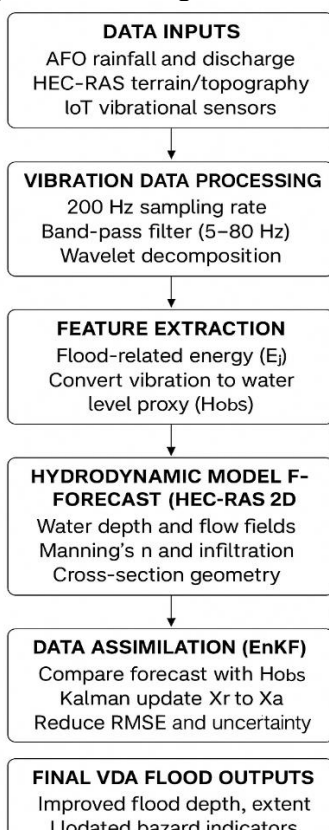 DATA INPUTS
AFO rainfall and discharge
HEC-RAS terrain/topography
IoT vibrational sensors
VIBRATION DATA PROCESSING
200 Hz sampling rate
Band-pass filter (5–80 Hz)
Wavelet decomposition
FEATURE EXTRACTION
Flood-related energy (Ej)
Convert vibration to water
level proxy (Hobs)
HYDRODYNAMIC MODEL F-
FORECAST (HEC-RAS 2D
Water depth and flow fields
Manning's n and infiltration
Cross-section geometry
DATA ASSIMILATION (EnKF)
Compare forecast with Hobs
Kalman update Xr to Xa
Reduce RMSE and uncertainty
FINAL VDA FLOOD OUTPUTS
Improved flood depth, extent
indicators